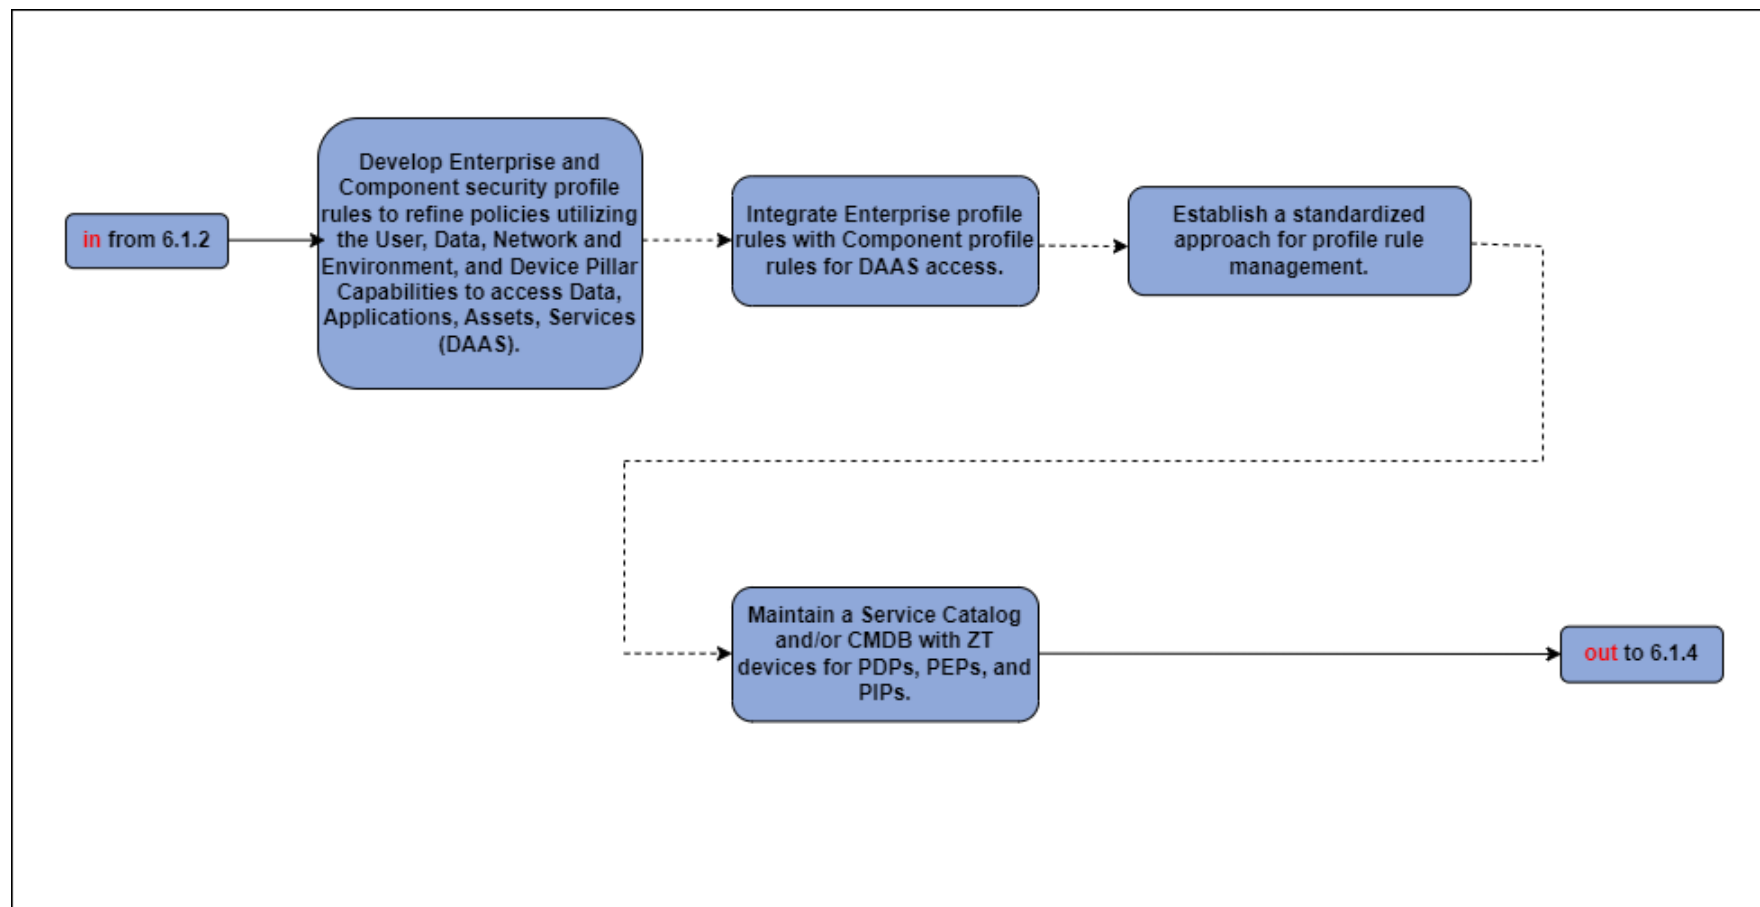 in from 6.1.2
Develop Enterprise and
Component security profile
rules to refine policies utilizing
the User, Data, Network and
Environment, and Device Pillar
Capabilities to access Data,
Applications, Assets, Services
(DAAS).
Integrate Enterprise profile
rules with Component profile
rules for DAAS access.
Establish a standardized
approach for profile rule
management.
Maintain a Service Catalog
and/or CMDB with ZT
devices for PDPs, PEPs, and
PIPs.
out to 6.1.4